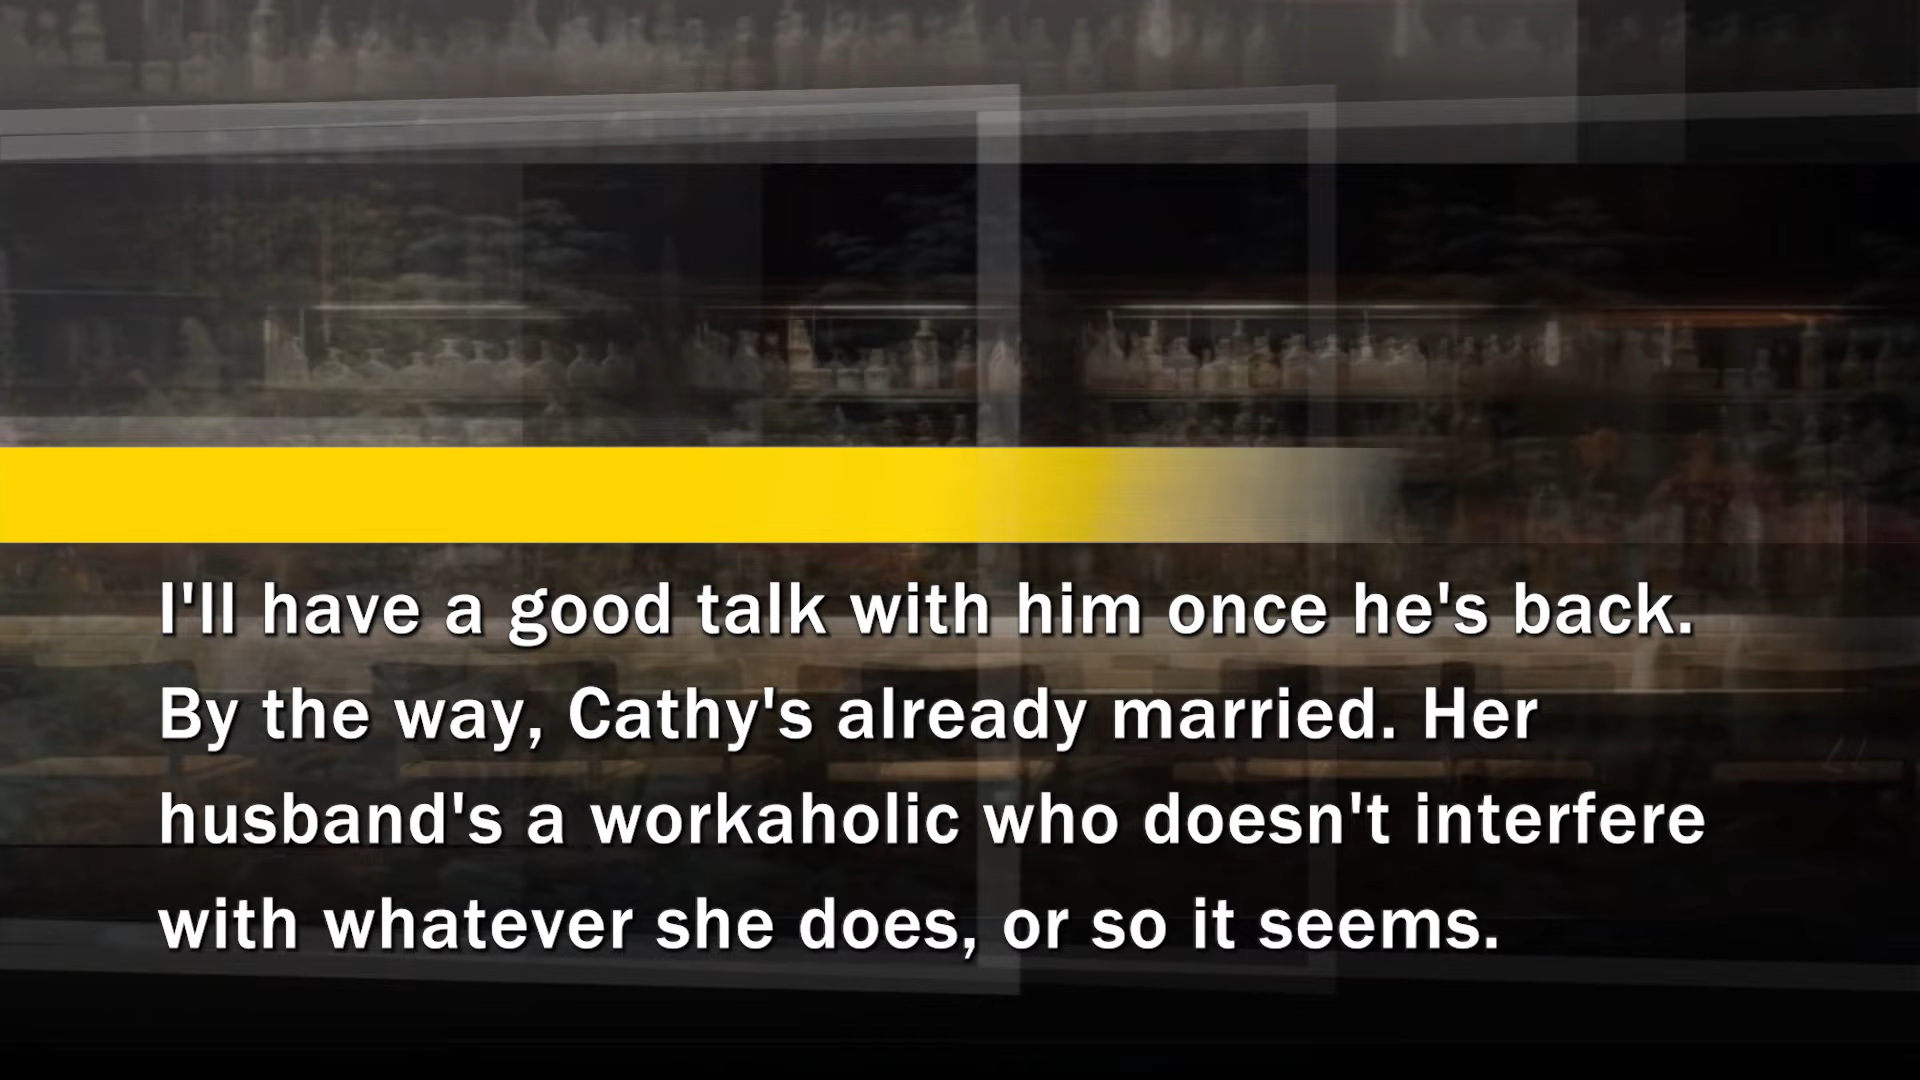 I'll have a good talk with him once he's back.
By the way, Cathy's already married. Her
husband's a workaholic who doesn't interfere
with whatever she does, or so it seems.